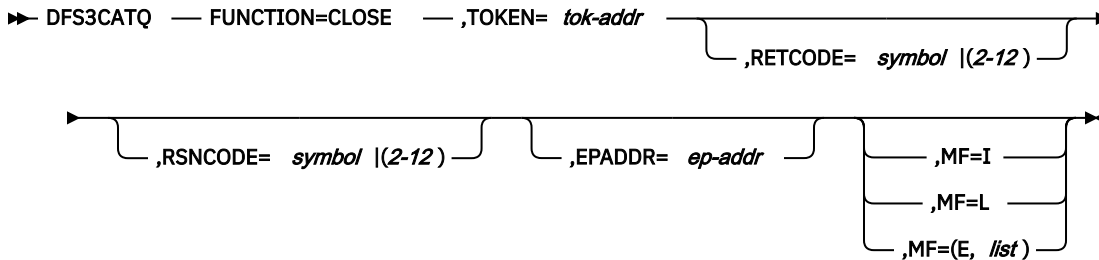 DFS3CATQ FUNCTION=CLOSE ,TOKEN= tok-addr
,RETCODE= symbol |(2-12 )
,RSNCODE= symbol |(2-12 ) ,EPADDR= ep-addr ,MF=I
,MF=L
,MF=(E, list )